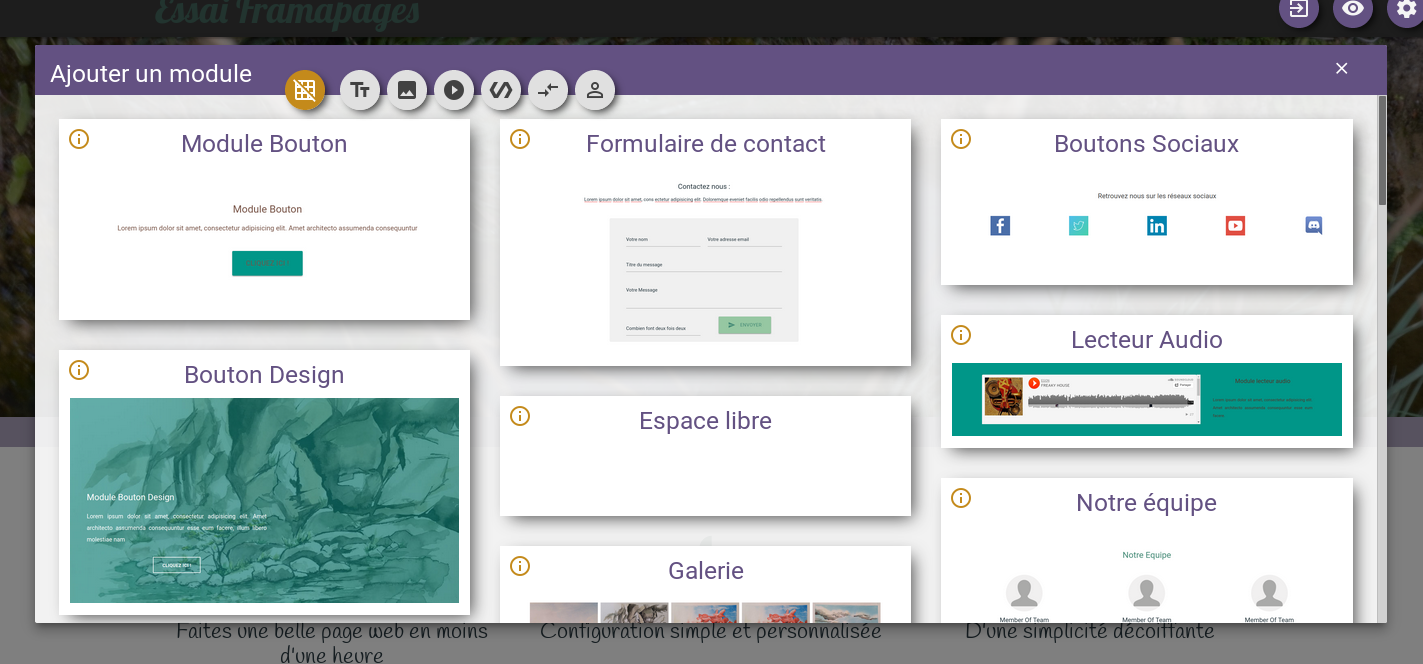 Essai Framapages
Ajouter un module
Module Bouton
Module Bouton
Lorem ipsum dolor sit amet, consectetur adipisicing elit. Amet architecto assumenda consequuntur
Bouton Design
Module Bouton Design
Lorem ipsum dolor sit amet, consectetur adipisicing elit. Amet
architecto assumenda consequuntur esse eum facere, illum libero
molestiae nam
CLIQUEZ ICI !
Formulaire de contact
Contactez nous :
Lorem ipsum dolor sit amet, cons ectetur adipisicing elit. Doloremque eveniet facilis odio repellendus sunt veritatis.
Votre nom
Votre adresse email
Titre du message
Votre Message
Combien font deux fois deux
ENVOYER
Espace libre
Galerie
Boutons Sociaux
Retrouvez nous sur les réseaux sociaux
Lecteur Audio
FREAKY HOUSE
Partager
Module lecteur audio
Notre équipe
Notre Equipe
Member Of Team
Member Of Team
Member Of Team
Faites une belle page web en moins
d'une heure
Configuration simple et personnalisée
D'une simplicité décoiffante